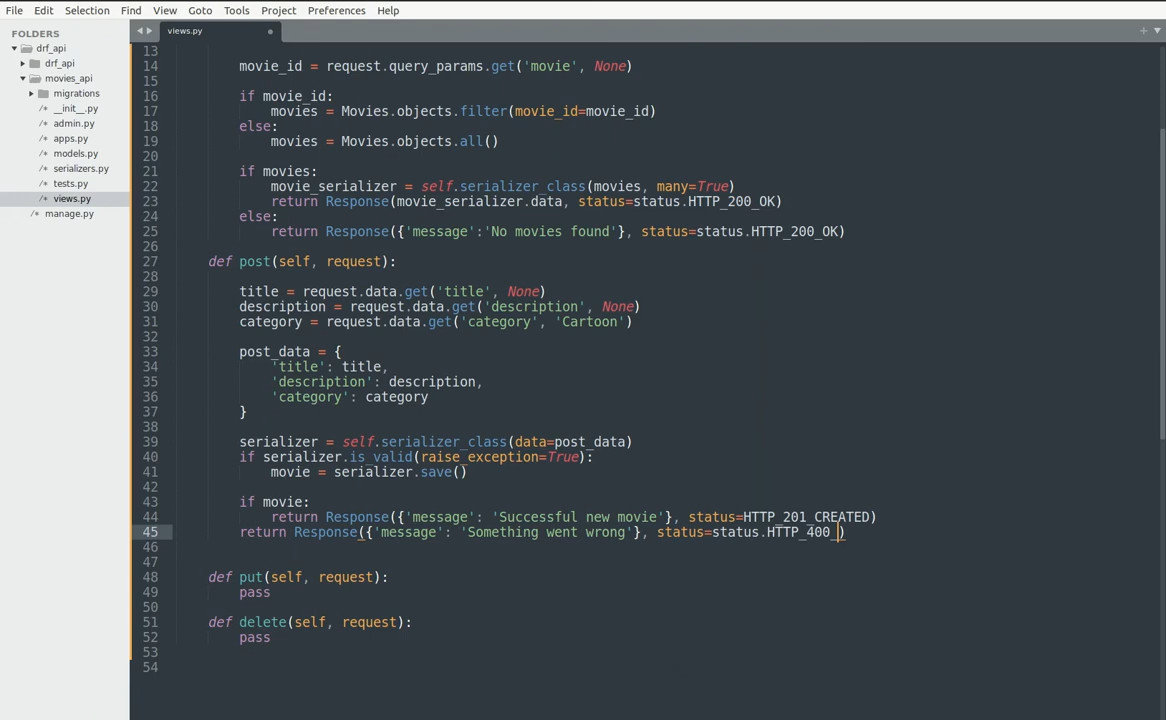 File Edit Selection Find View Goto Tools Project Preferences Help
FOLDERS
drf_api
drf_api
movies_api
migrations
/* __init__.py
/* admin.py
/* apps.py
/* models.py
/* serializers.py
/* tests.py
/* views.py
/* manage.py
views.py
13
14 movie_id = request.query_params.get('movie', None)
15
16 if movie_id:
17 movies = Movies.objects.filter(movie_id=movie_id)
18 else:
19 movies = Movies.objects.all()
20
21 if movies:
22 movie_serializer = self.serializer_class(movies, many=True)
23 return Response(movie_serializer.data, status=status.HTTP_200_OK)
24 else:
25 return Response({'message':'No movies found'}, status=status.HTTP_200_OK)
26
27 def post(self, request):
28
29 title = request.data.get('title', None)
30 description = request.data.get('description', None)
31 category = request.data.get('category', 'Cartoon')
32
33 post_data = {
34 'title': title,
35 'description': description,
36 'category': category
37 }
38
39 serializer = self.serializer_class(data=post_data)
40 if serializer.is_valid(raise_exception=True):
41 movie = serializer.save()
42
43 if movie:
44 return Response({'message': 'Successful new movie'}, status=HTTP_201_CREATED)
45 return Response({'message': 'Something went wrong'}, status=status.HTTP_400_)
46
47
48 def put(self, request):
49 pass
50
51 def delete(self, request):
52 pass
53
54